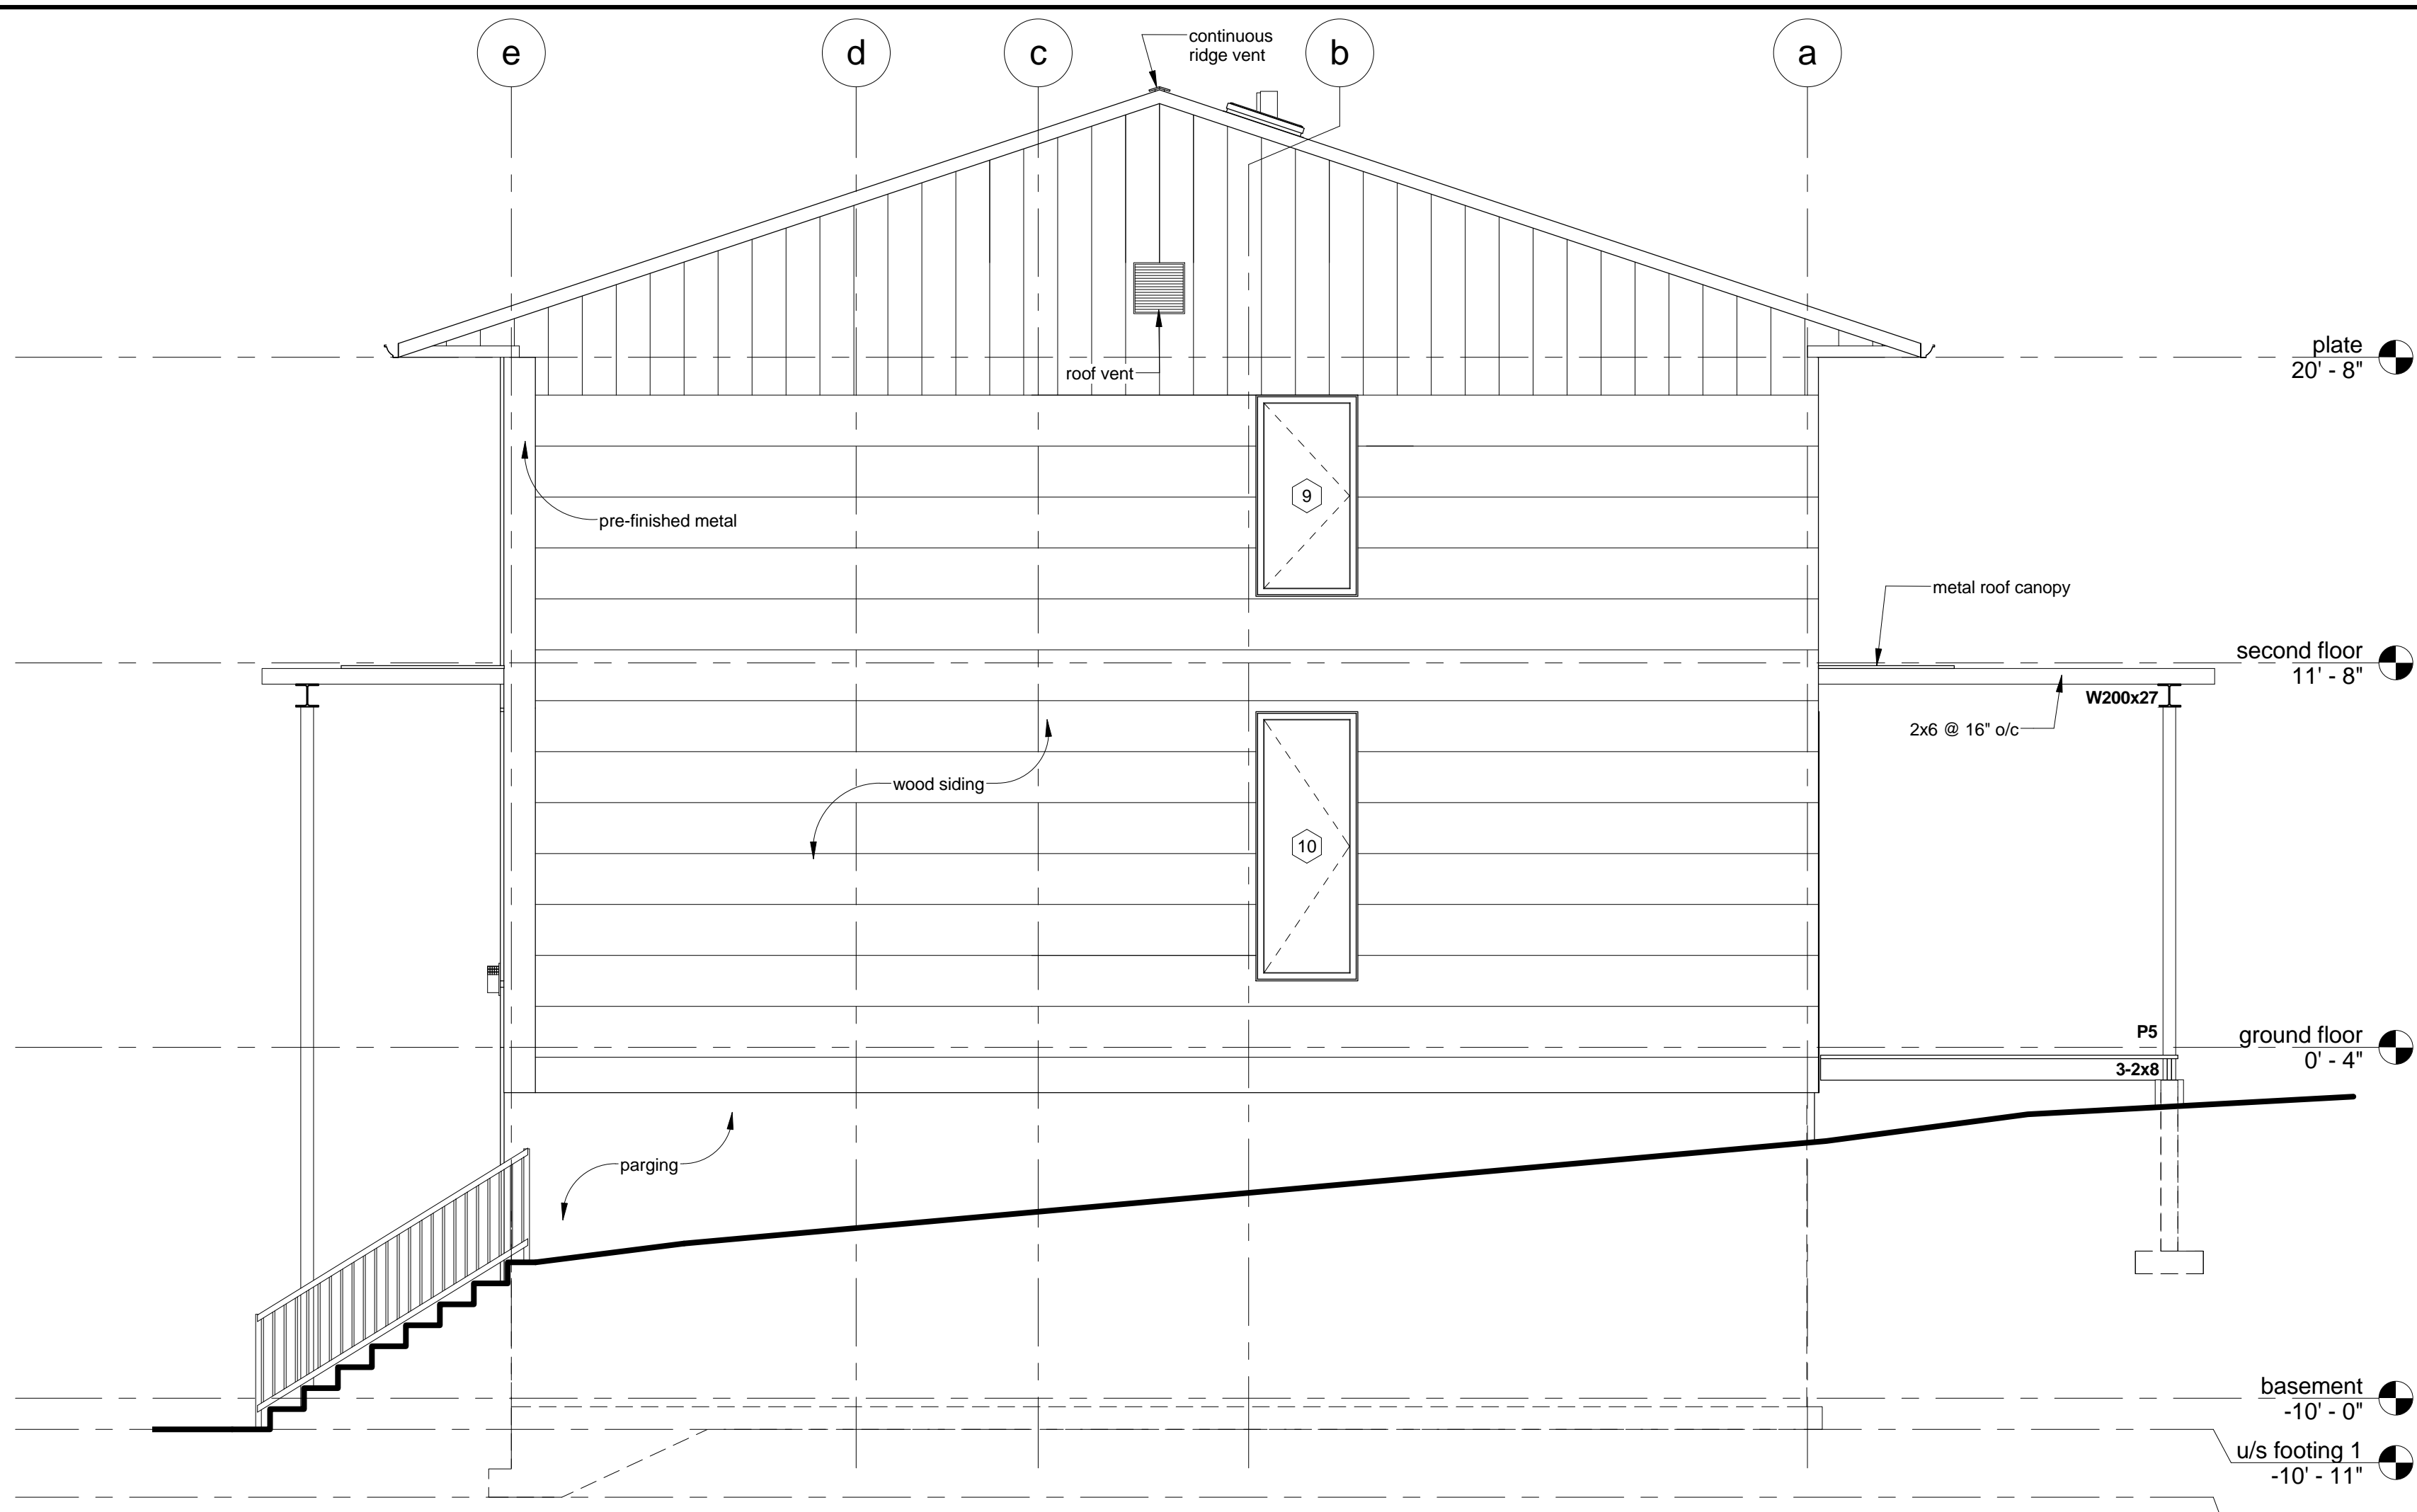 e
d
c
continuous
ridge vent
b
a
roof vent
plate
20' - 8"
9
pre-finished metal
metal roof canopy
second floor
11' - 8"
W200x27
2x6 @ 16" o/c
wood siding
10
P5
ground floor
0' - 4"
3-2x8
parging
basement
-10' - 0"
u/s footing 1
-10' - 11"